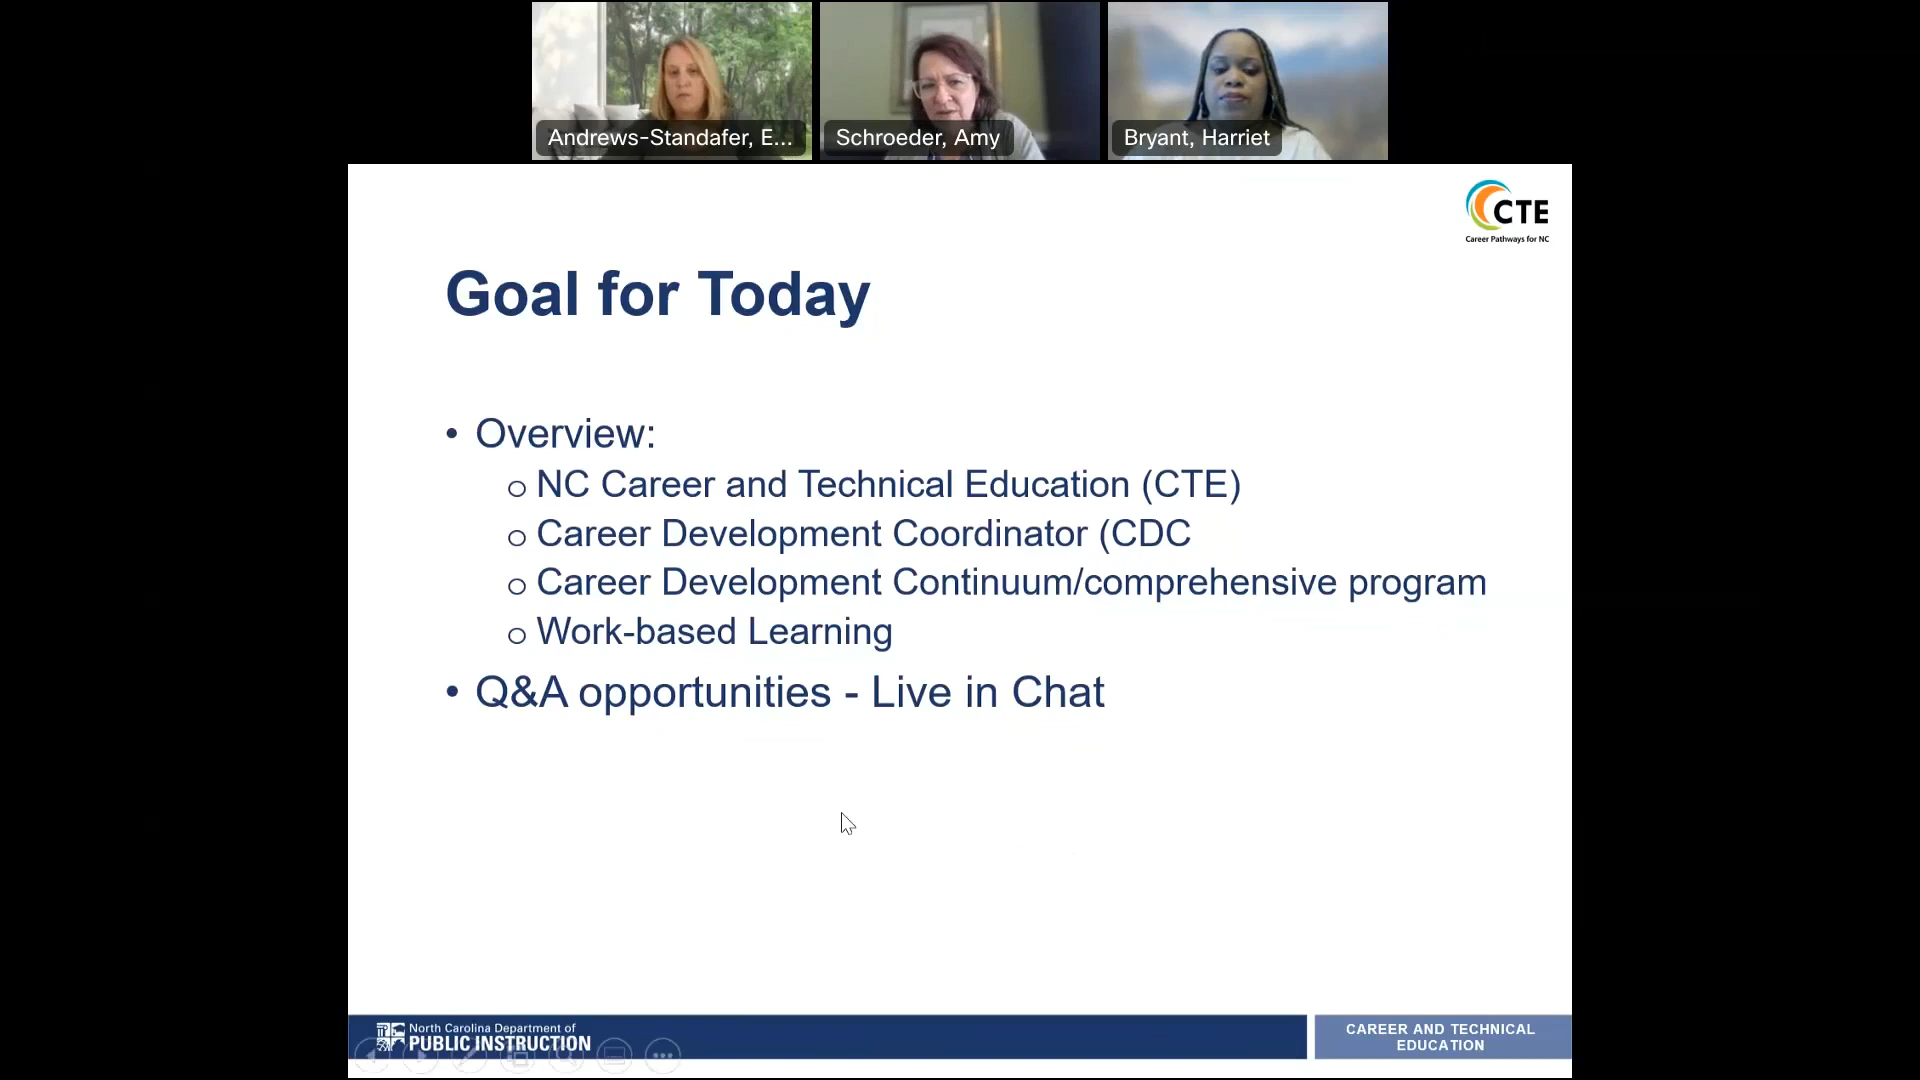 Andrews-Standafer, E...
Schroeder, Amy
Bryant, Harriet
CTE
Career Pathways for NC
Goal for Today
• Overview:
o NC Career and Technical Education (CTE)
o Career Development Coordinator (CDC
o Career Development Continuum/comprehensive program
o Work-based Learning
• Q&A opportunities - Live in Chat
North Carolina Department of
PUBLIC INSTRUCTION
CAREER AND TECHNICAL
EDUCATION